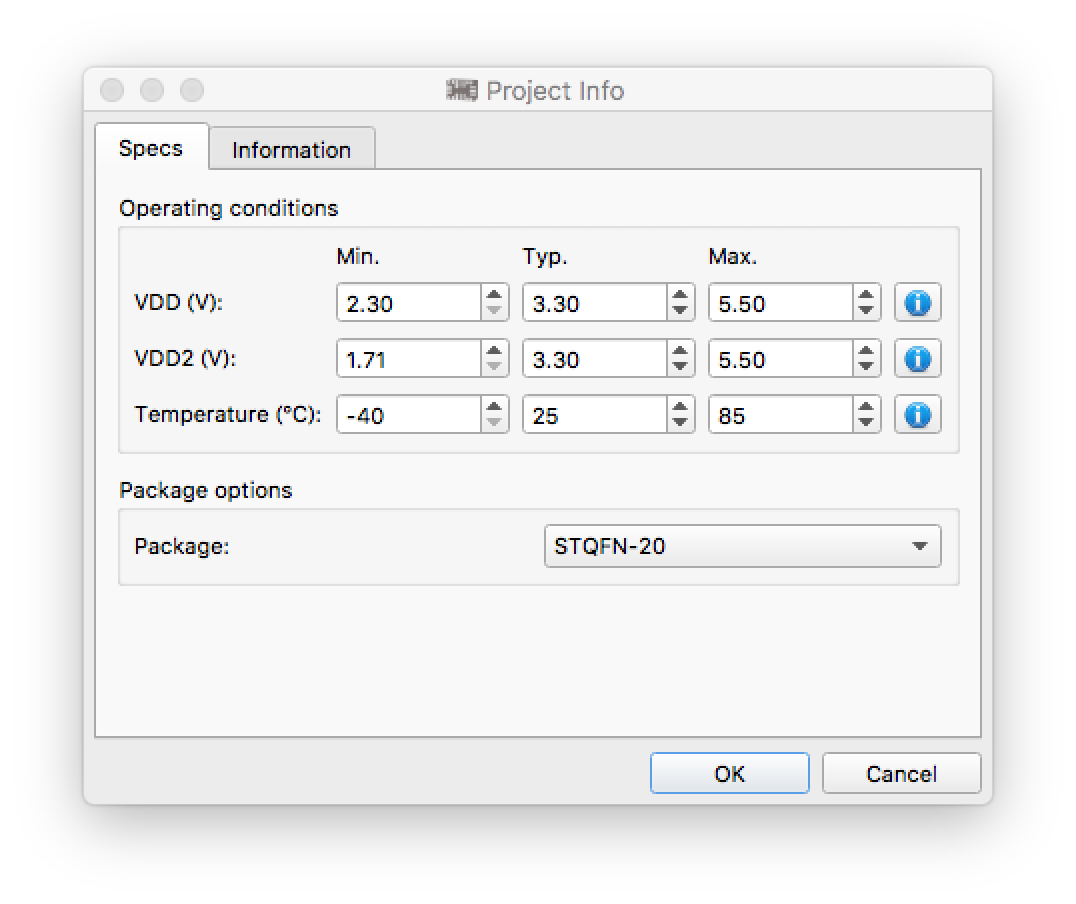 Project Info
Specs Information
Operating conditions
Min. Typ. Max.
VDD (V): 2.30 3.30 5.50
VDD2 (V): 1.71 3.30 5.50
Temperature (°C): -40 25 85
Package options
Package: STQFN-20
OK Cancel